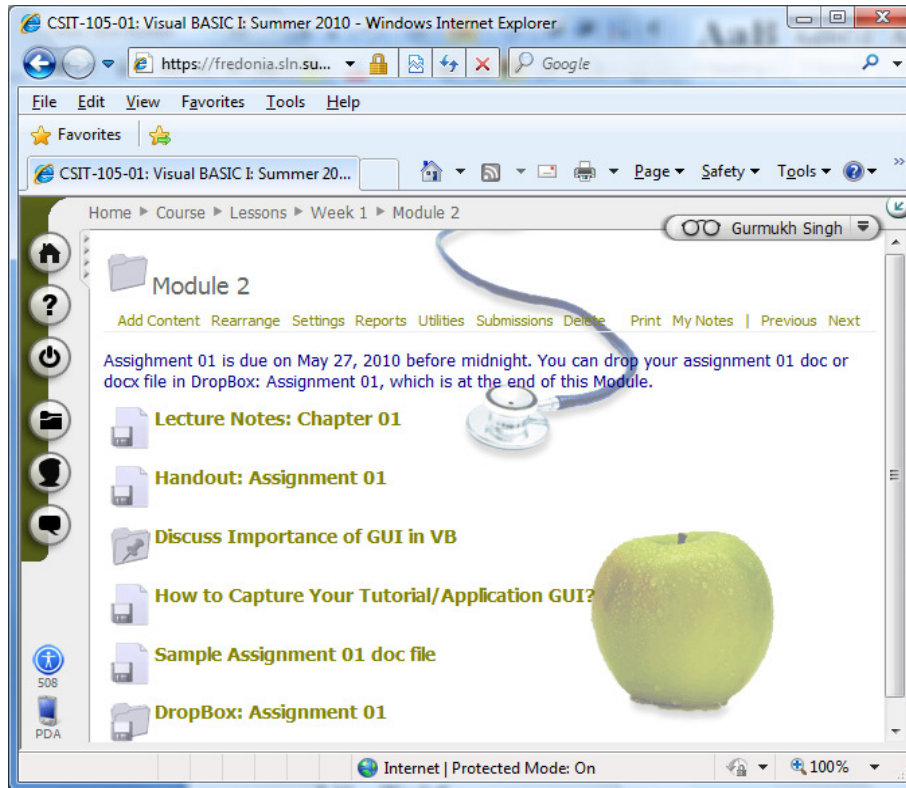 CSIT-105-01: Visual BASIC I: Summer 2010 - Windows Internet Explorer
https://fredonia.sln.su... Google
File Edit View Favorites Tools Help
Favorites
CSIT-105-01: Visual BASIC I: Summer 20... Page Safety Tools
Home ▶ Course ▶ Lessons ▶ Week 1 ▶ Module 2
Gurmukh Singh
Module 2
Add Content Rearrange Settings Reports Utilities Submissions Delete Print My Notes | Previous Next
Assighment 01 is due on May 27, 2010 before midnight. You can drop your assignment 01 doc or
docx file in DropBox: Assignment 01, which is at the end of this Module.
Lecture Notes: Chapter 01
Handout: Assignment 01
Discuss Importance of GUI in VB
How to Capture Your Tutorial/Application GUI?
Sample Assignment 01 doc file
508
DropBox: Assignment 01
PDA
Internet | Protected Mode: On 100%